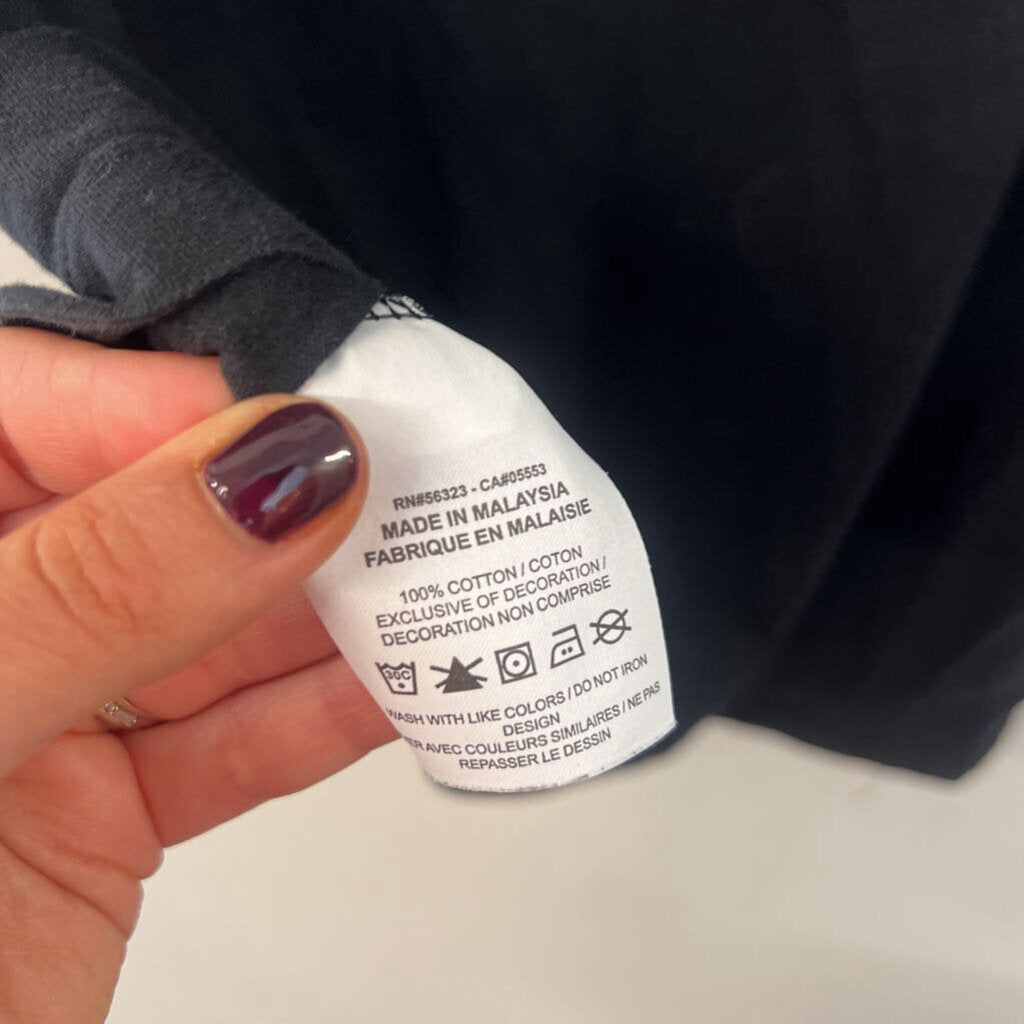 RN#56323 - CA#05553
MADE IN MALAYSIA
FABRIQUE EN MALAISIE
100% COTTON / COTON
EXCLUSIVE OF DECORATION /
DECORATION NON COMPRISE
30C
WASH WITH LIKE COLORS / DO NOT IRON
DESIGN
AVEC COULEURS SIMILAIRES / NE PAS
REPASSER LE DESSIN